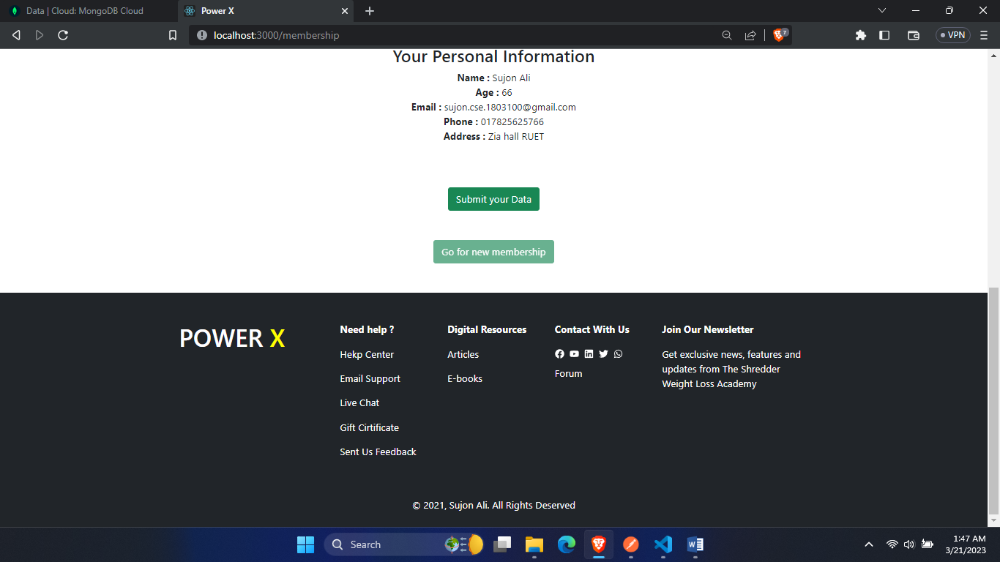 Data | Cloud: MongoDB Cloud
Power X
localhost:3000/membership
7
VPN
Your Personal Information
Name : Sujon Ali
Age : 66
Email : sujon.cse.1803100@gmail.com
Phone : 017825625766
Address : Zia hall RUET
Submit your Data
Go for new membership
POWER X
Need help ?
Hekp Center
Email Support
Live Chat
Gift Cirtificate
Sent Us Feedback
Digital Resources
Articles
E-books
Contact With Us
Forum
Join Our Newsletter
Get exclusive news, features and
updates from The Shredder
Weight Loss Academy
© 2021, Sujon Ali. All Rights Deserved
Search
1:47 AM
3/21/2023